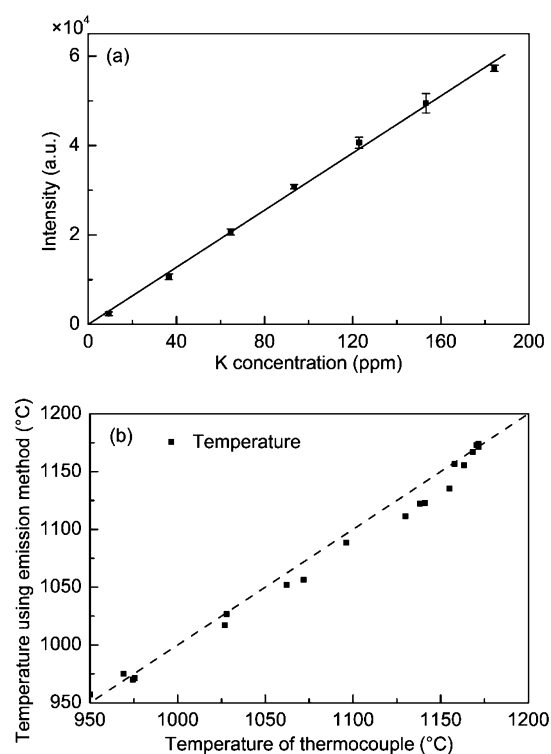 ×10⁴
6
(a)
4
2
0
Intensity (a.u.)
0 40 80 120 160 200
K concentration (ppm)
1200
(b) Temperature
1150
1100
1050
1000
950
Temperature using emission method (°C)
950 1000 1050 1100 1150 1200
Temperature of thermocouple (°C)